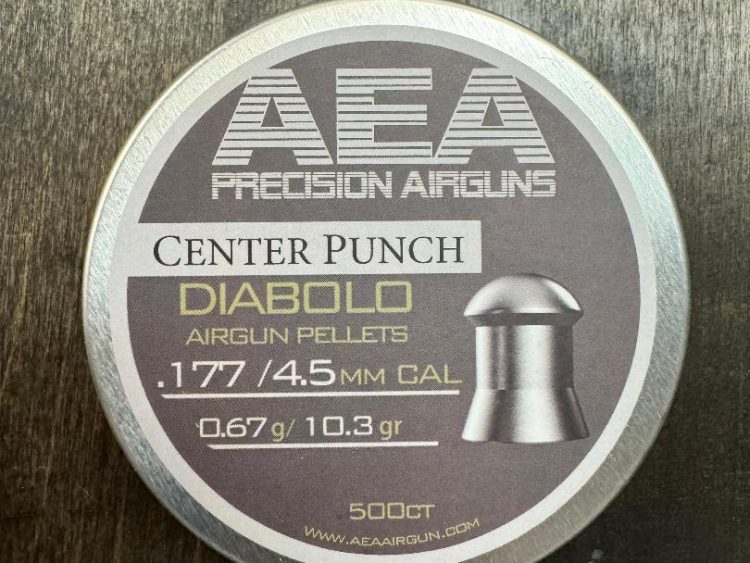 AEA
PRECISION AIRGUNS
CENTER PUNCH
DIABOLO
AIRGUN PELLETS
.177 /4.5 MM CAL
0.67 g/ 10.3 gr
500CT
WWW.AEAAIRGUN.COM